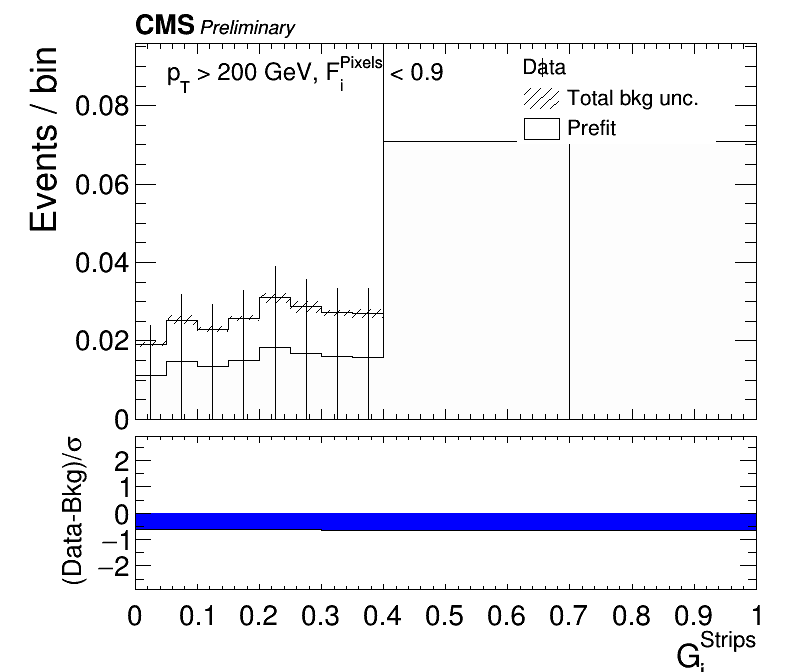 CMS Preliminary
p_T > 200 GeV, F_i^Pixels < 0.9
Data
Total bkg unc.
Prefit
Events / bin
0.08
0.06
0.04
0.02
0
(Data-Bkg)/σ
2
1
0
−1
−2
0 0.1 0.2 0.3 0.4 0.5 0.6 0.7 0.8 0.9 1
G_i^Strips